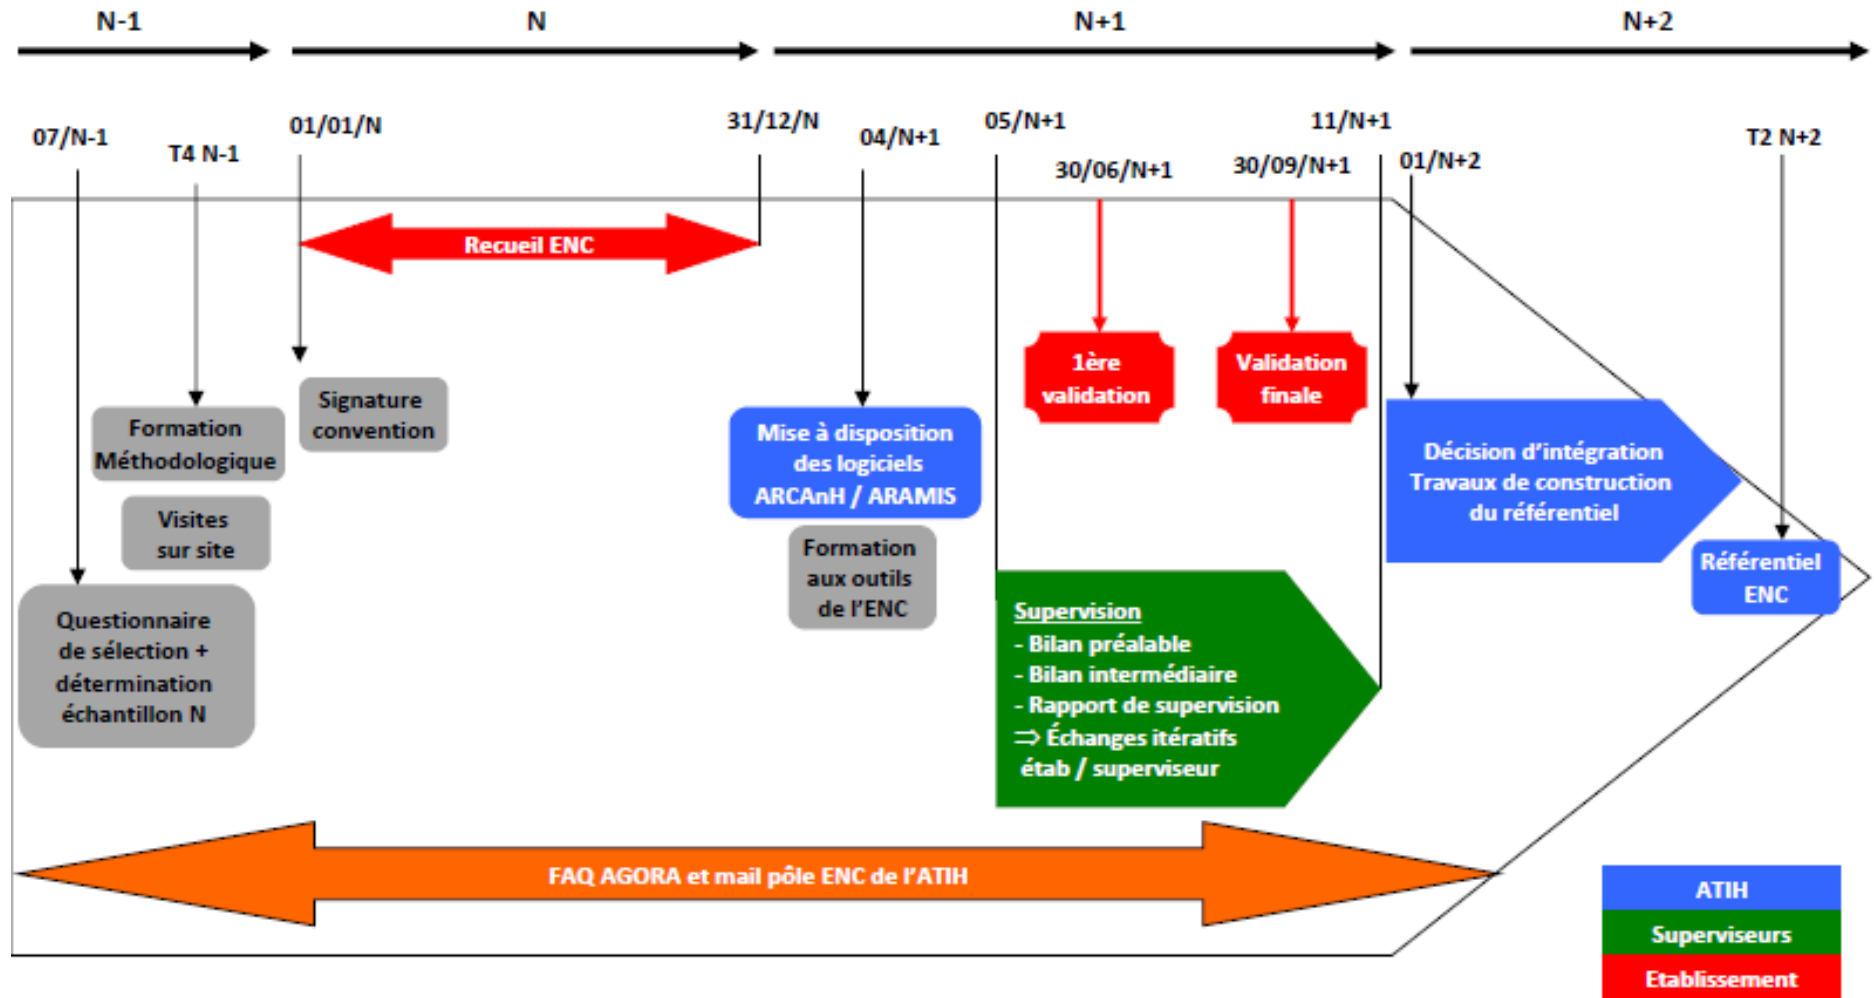 N-1
N
N+1
N+2
07/N-1
T4 N-1
01/01/N
31/12/N
04/N+1
05/N+1
30/06/N+1
30/09/N+1
11/N+1
01/N+2
T2 N+2
Recueil ENC
Signature
convention
Formation
Méthodologique
Visites
sur site
Questionnaire
de sélection +
détermination
échantillon N
Mise à disposition
des logiciels
ARCAnH / ARAMIS
Formation
aux outils
de l’ENC
1ère
validation
Validation
finale
Supervision
- Bilan préalable
- Bilan intermédiaire
- Rapport de supervision
⇒ Échanges itératifs
étab / superviseur
Décision d’intégration
Travaux de construction
du référentiel
Référentiel
ENC
FAQ AGORA et mail pôle ENC de l’ATIH
ATIH
Superviseurs
Etablissement